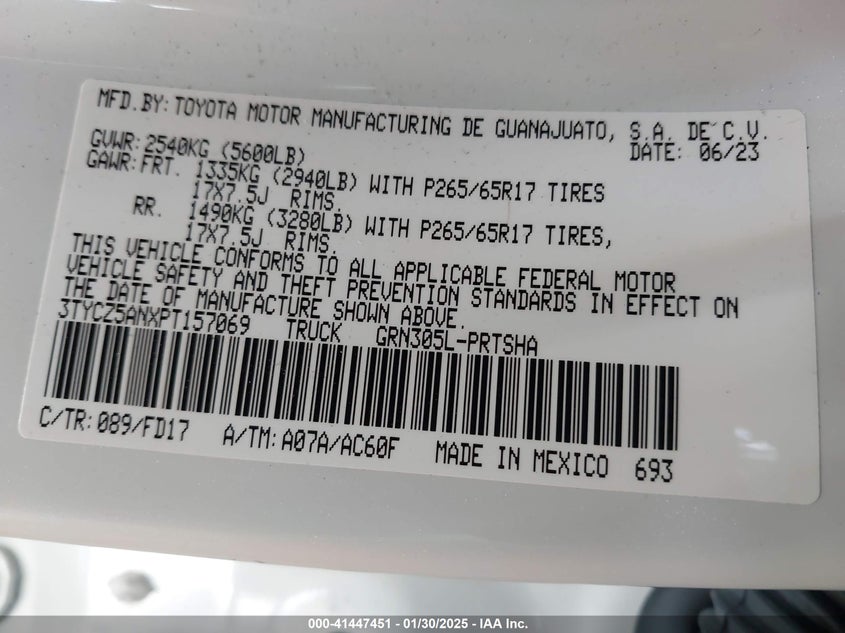 MFD.BY:TOYOTA MOTOR MANUFACTURING DE GUANAJUATO, S.A. DE C.V.
GVWR:2540KG (5600LB) DATE: 06/23
GAWR:FRT. 1335KG (2940LB) WITH P265/65R17 TIRES
17X7.5J RIMS.
RR. 1490KG (3280LB) WITH P265/65R17 TIRES,
17X7.5J RIMS.
THIS VEHICLE CONFORMS TO ALL APPLICABLE FEDERAL MOTOR
VEHICLE SAFETY AND THEFT PREVENTION STANDARDS IN EFFECT ON
THE DATE OF MANUFACTURE SHOWN ABOVE.
3TYCZ5ANXPT157069 TRUCK GRN305L-PRTSHA
C/TR:089/FD17 A/TM:A07A/AC60F MADE IN MEXICO 693
000-41447451 — 01/30/2025 — IAA Inc.